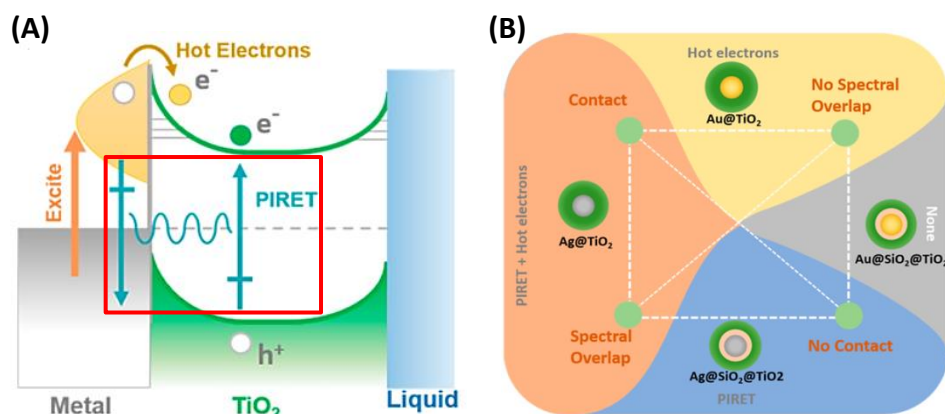 (A)
Hot Electrons
e⁻
e⁻
Excite
PIRET
h⁺
Metal
TiO₂
Liquid
(B)
Hot electrons
Au@TiO₂
Contact
No Spectral
Overlap
PIRET + Hot electrons
Ag@TiO₂
None
Au@SiO₂@TiO₂
Spectral
Overlap
No Contact
Ag@SiO₂@TiO2
PIRET